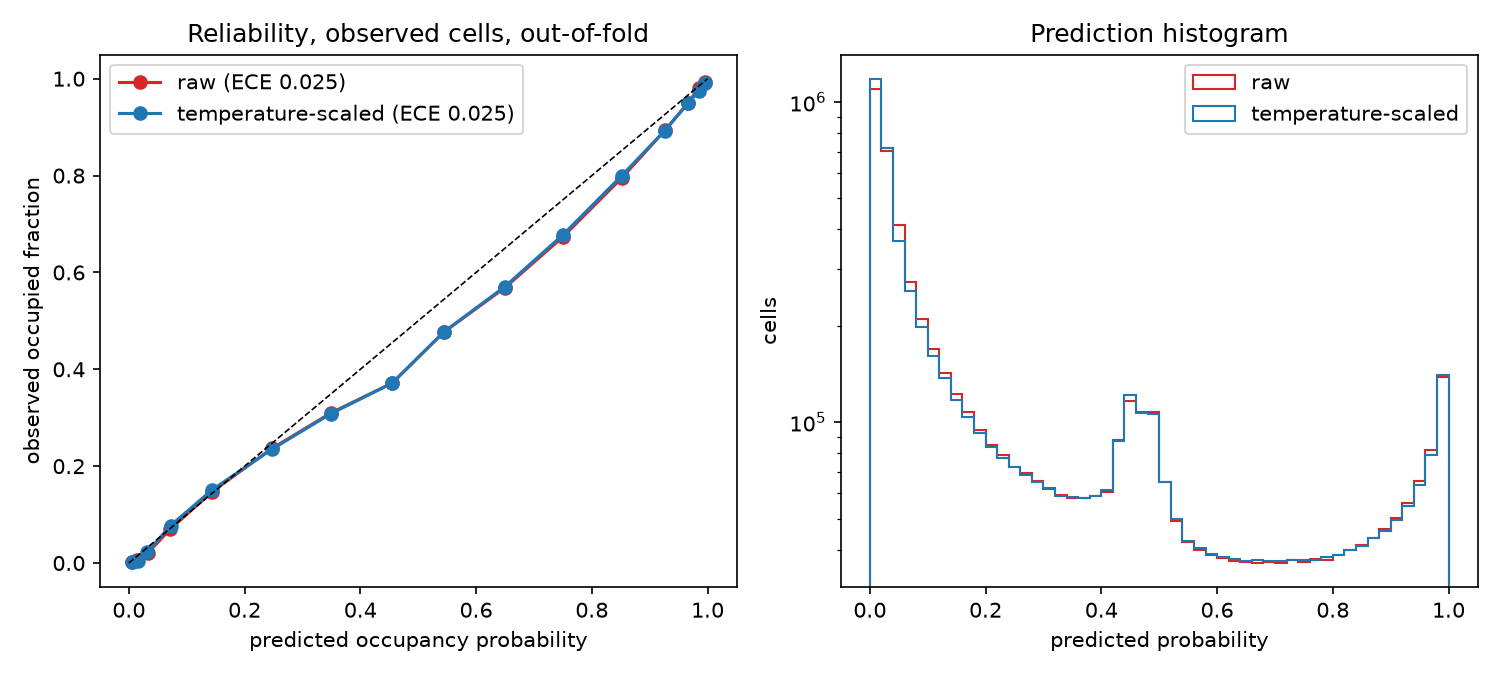 Reliability, observed cells, out-of-fold
raw (ECE 0.025)
temperature-scaled (ECE 0.025)
observed occupied fraction
1.0
0.8
0.6
0.4
0.2
0.0
0.0 0.2 0.4 0.6 0.8 1.0
predicted occupancy probability
Prediction histogram
raw
temperature-scaled
cells
10⁶
10⁵
0.0 0.2 0.4 0.6 0.8 1.0
predicted probability